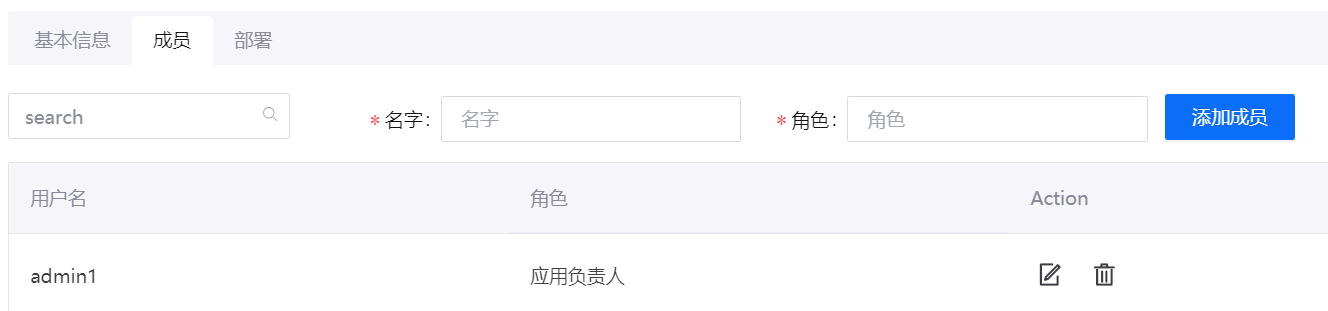 基本信息 成员 部署
search * 名字: 名字 * 角色: 角色 添加成员
用户名 角色 Action
admin1 应用负责人